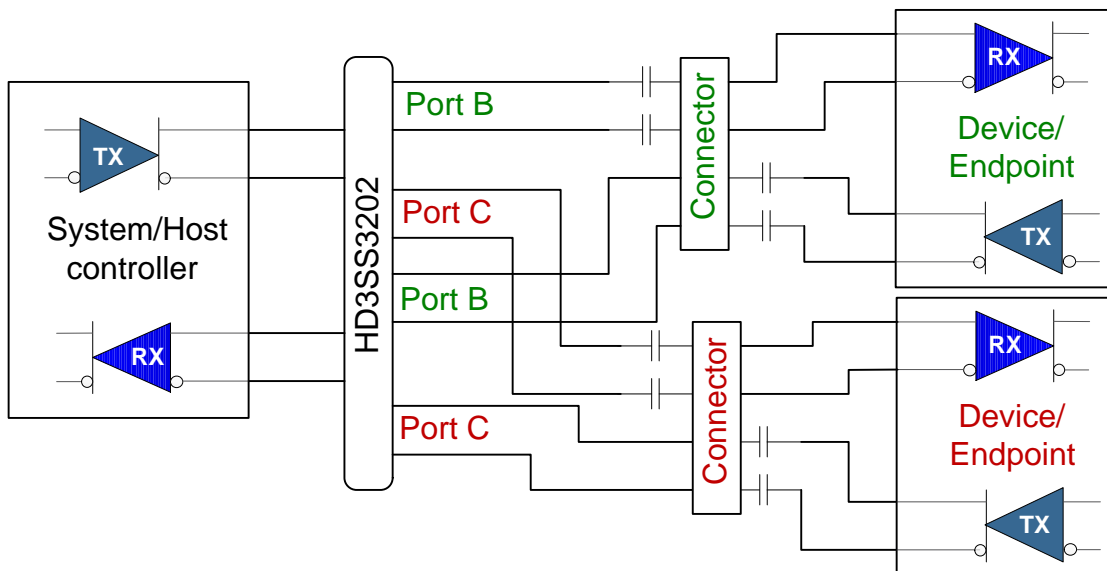 TX
System/Host
controller
RX
HD3SS3202
Port B
Port C
Port B
Port C
Connector
Connector
RX
Device/
Endpoint
TX
RX
Device/
Endpoint
TX